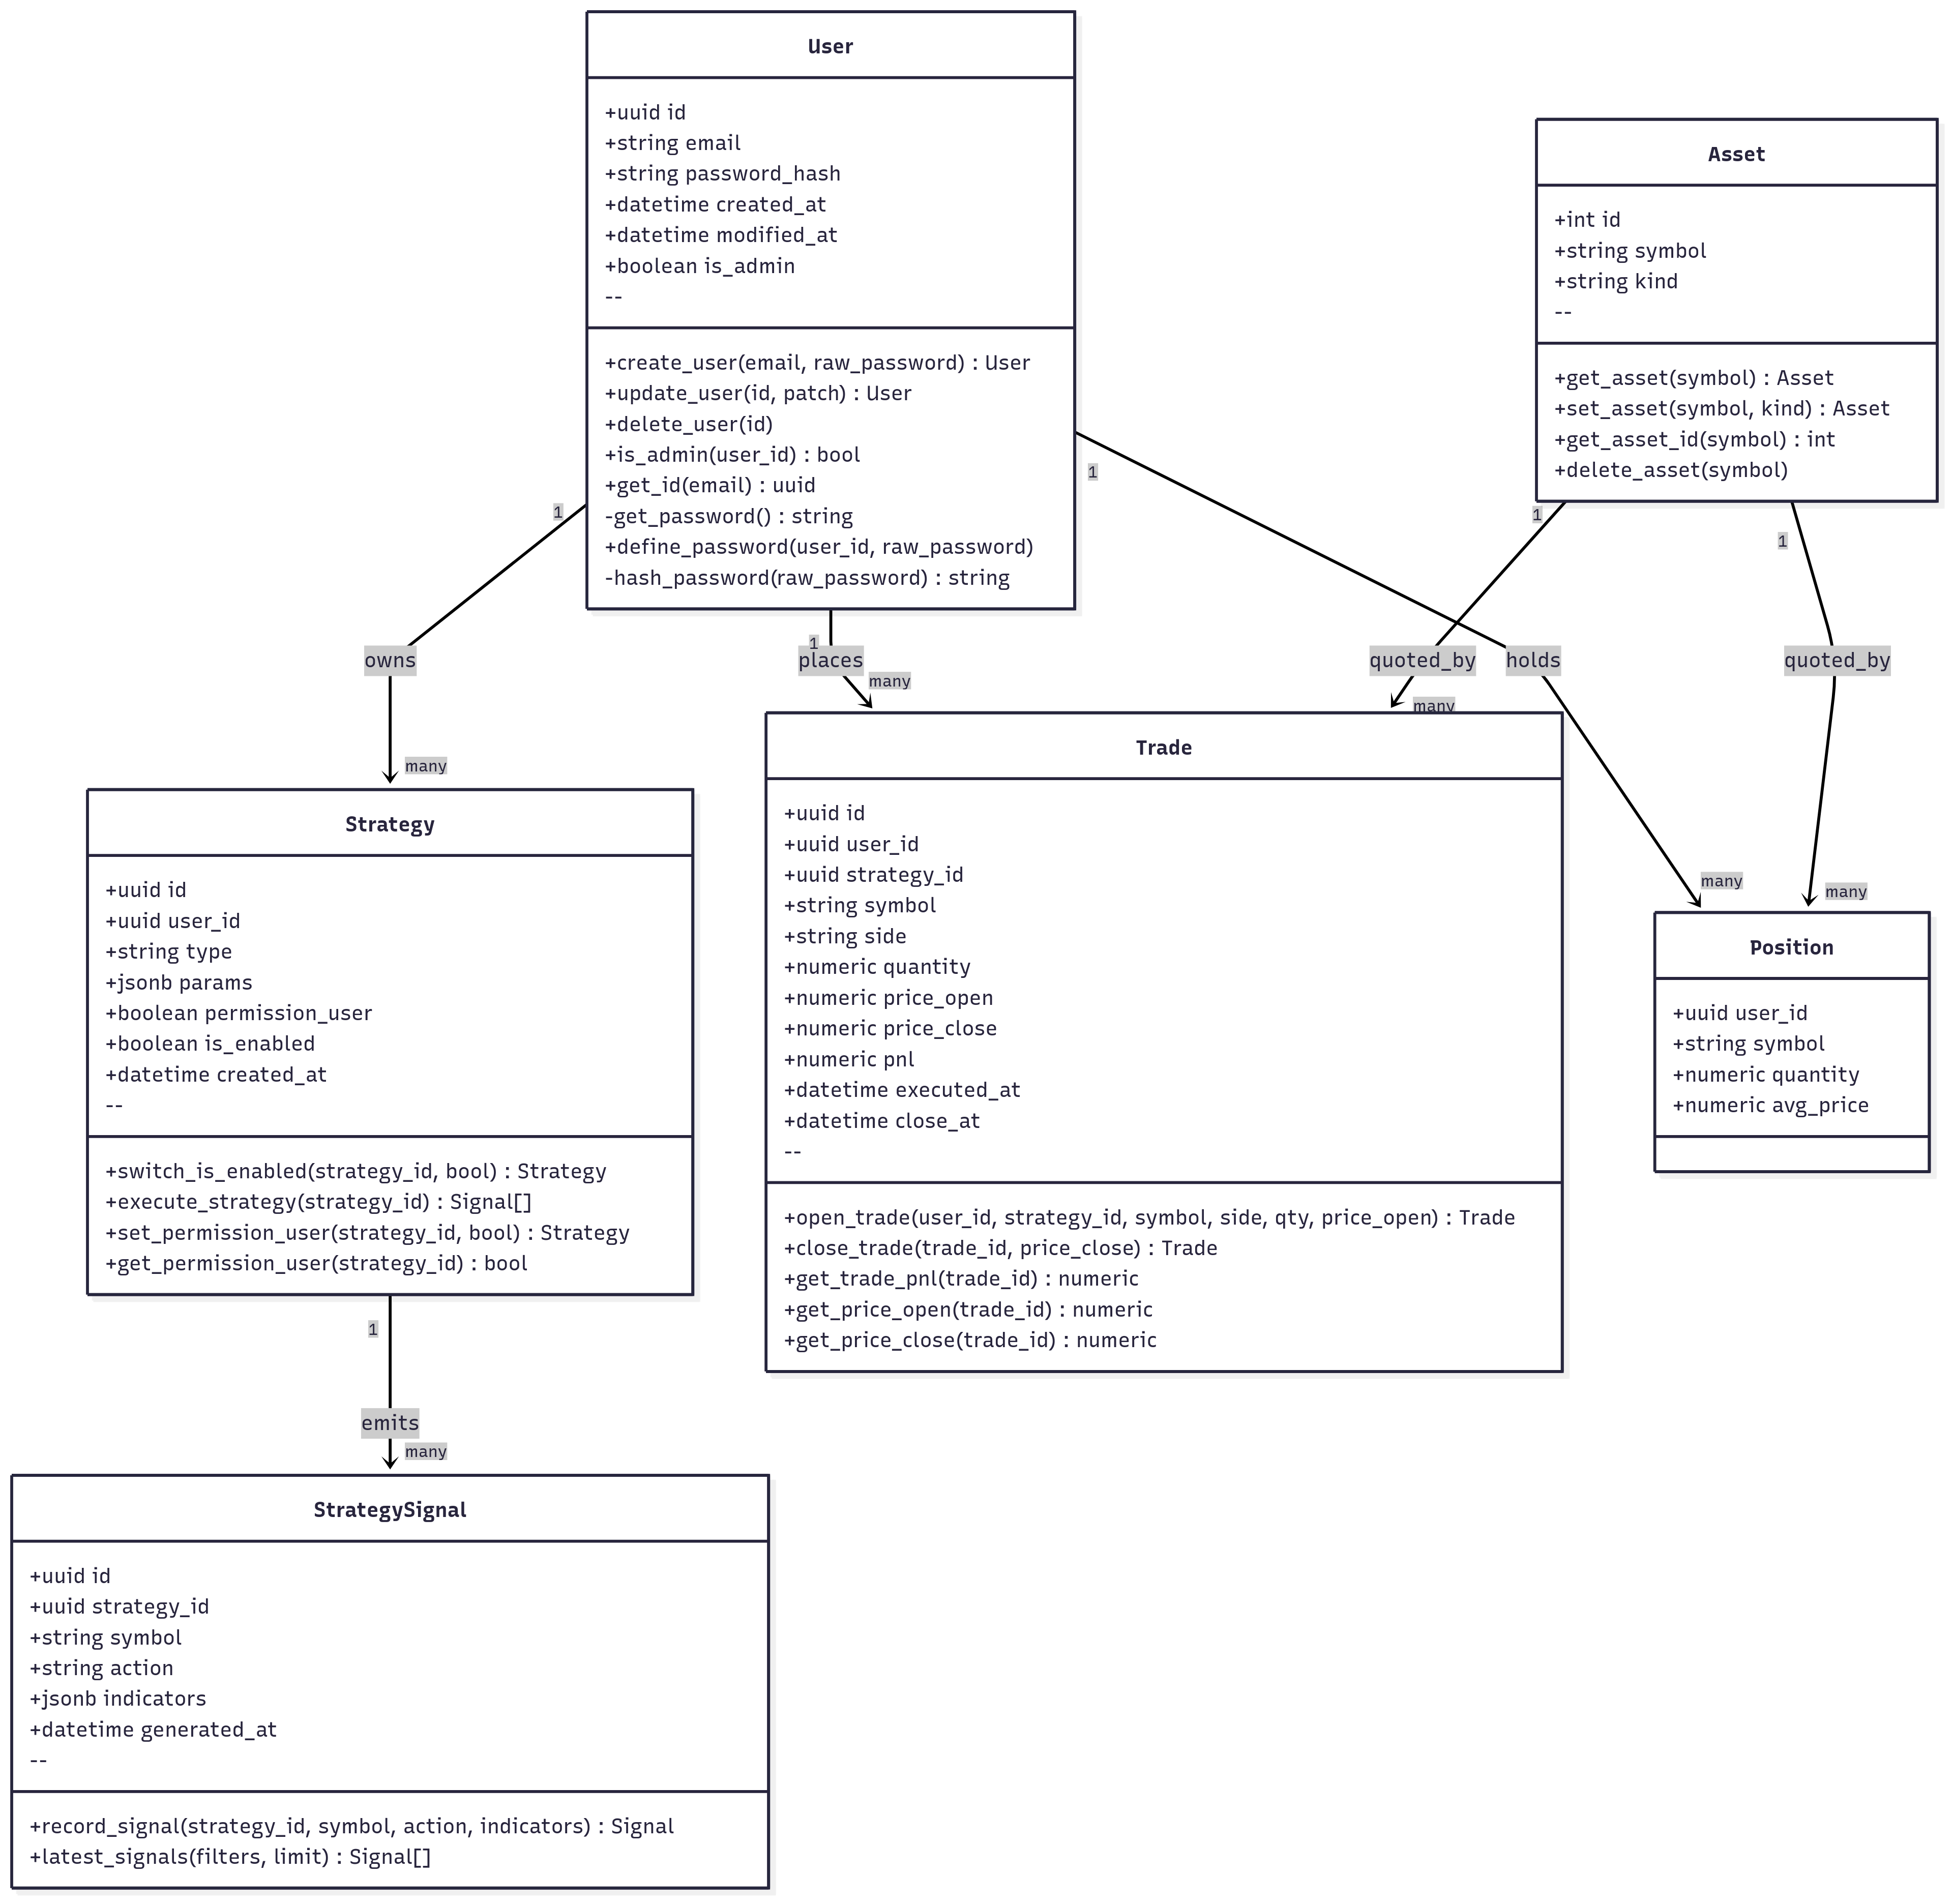 User
+uuid id
+string email
+string password_hash
+datetime created_at
+datetime modified_at
+boolean is_admin
--
+create_user(email, raw_password) : User
+update_user(id, patch) : User
+delete_user(id)
+is_admin(user_id) : bool
+get_id(email) : uuid
-get_password() : string
+define_password(user_id, raw_password)
-hash_password(raw_password) : string
Asset
+int id
+string symbol
+string kind
--
+get_asset(symbol) : Asset
+set_asset(symbol, kind) : Asset
+get_asset_id(symbol) : int
+delete_asset(symbol)
1
1
1
1
1
owns
places
quoted_by
holds
quoted_by
many
many
many
many
many
Strategy
+uuid id
+uuid user_id
+string type
+jsonb params
+boolean permission_user
+boolean is_enabled
+datetime created_at
--
+switch_is_enabled(strategy_id, bool) : Strategy
+execute_strategy(strategy_id) : Signal[]
+set_permission_user(strategy_id, bool) : Strategy
+get_permission_user(strategy_id) : bool
Trade
+uuid id
+uuid user_id
+uuid strategy_id
+string symbol
+string side
+numeric quantity
+numeric price_open
+numeric price_close
+numeric pnl
+datetime executed_at
+datetime close_at
--
+open_trade(user_id, strategy_id, symbol, side, qty, price_open) : Trade
+close_trade(trade_id, price_close) : Trade
+get_trade_pnl(trade_id) : numeric
+get_price_open(trade_id) : numeric
+get_price_close(trade_id) : numeric
Position
+uuid user_id
+string symbol
+numeric quantity
+numeric avg_price
1
emits
many
StrategySignal
+uuid id
+uuid strategy_id
+string symbol
+string action
+jsonb indicators
+datetime generated_at
--
+record_signal(strategy_id, symbol, action, indicators) : Signal
+latest_signals(filters, limit) : Signal[]